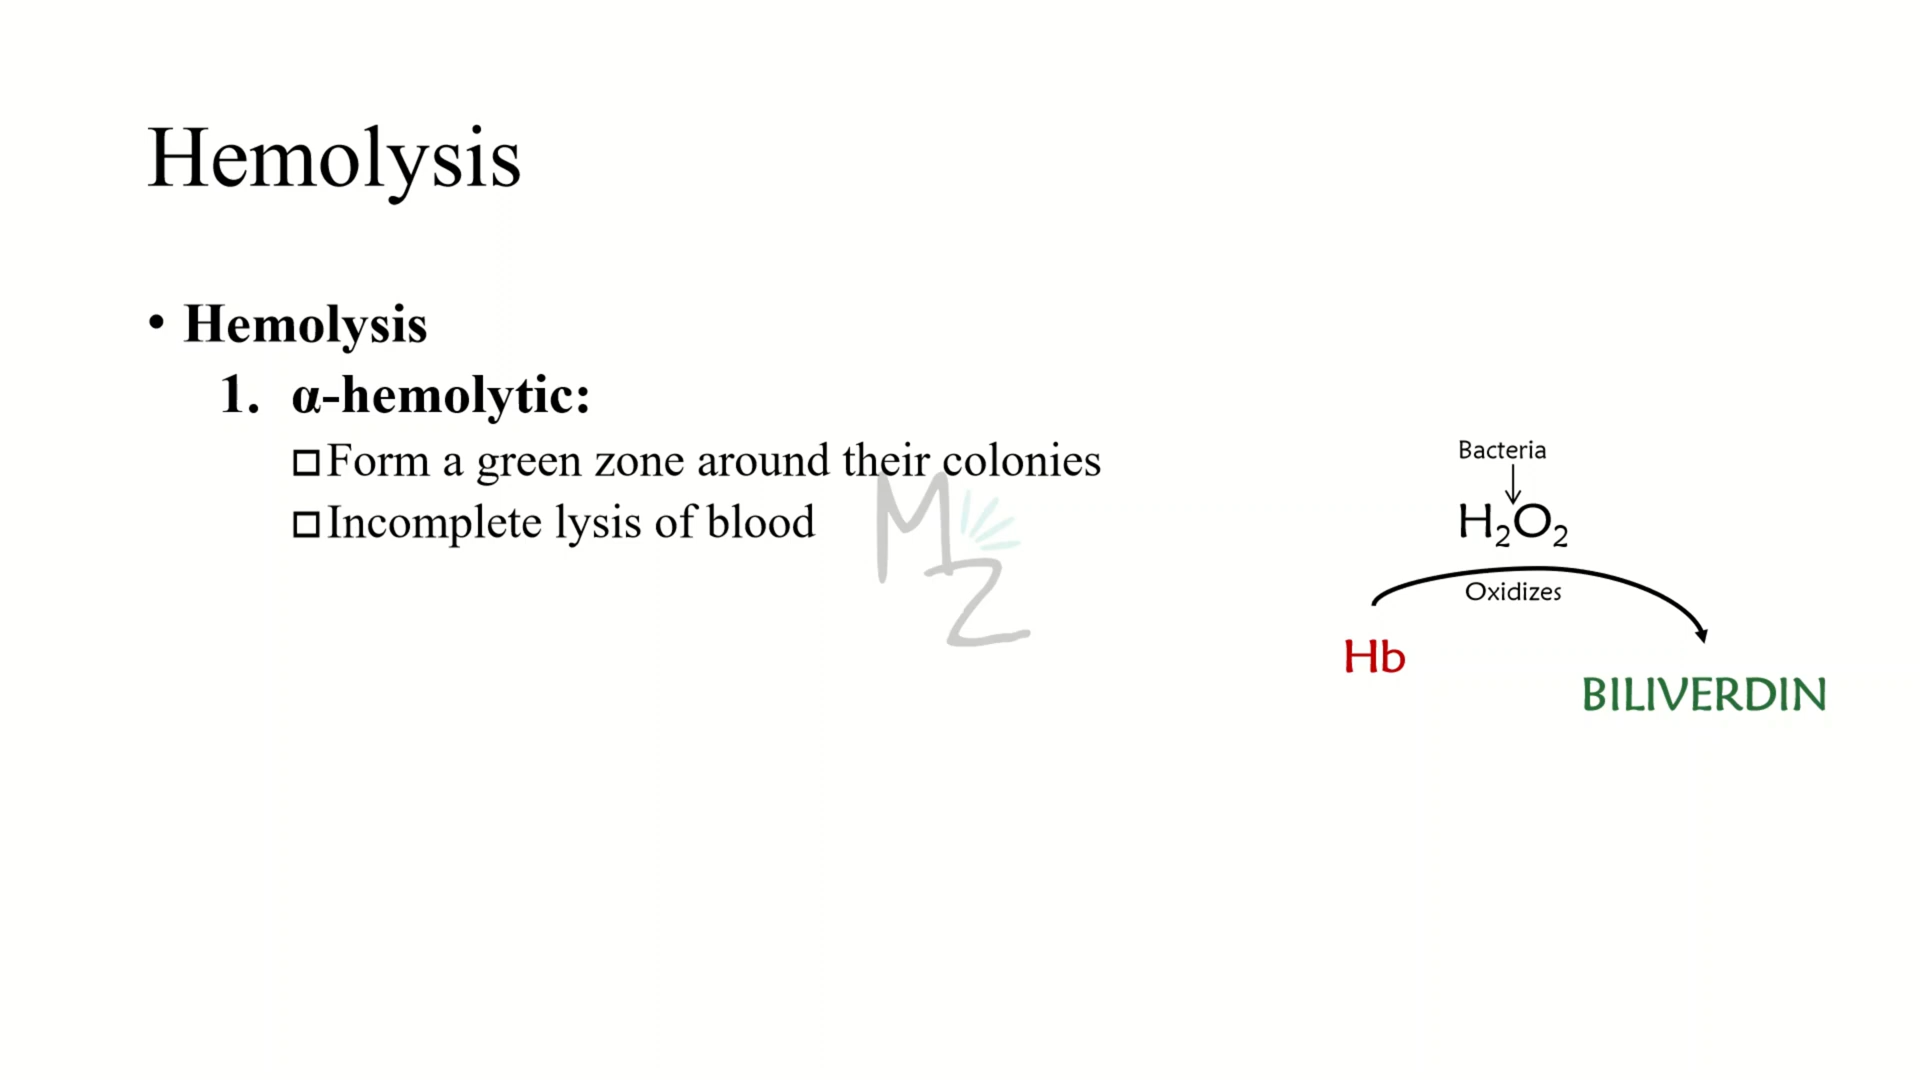 Hemolysis
• Hemolysis
1. α-hemolytic:
□Form a green zone around their colonies
□Incomplete lysis of blood
MZ
Bacteria
H₂O₂
Oxidizes
Hb
BILIVERDIN